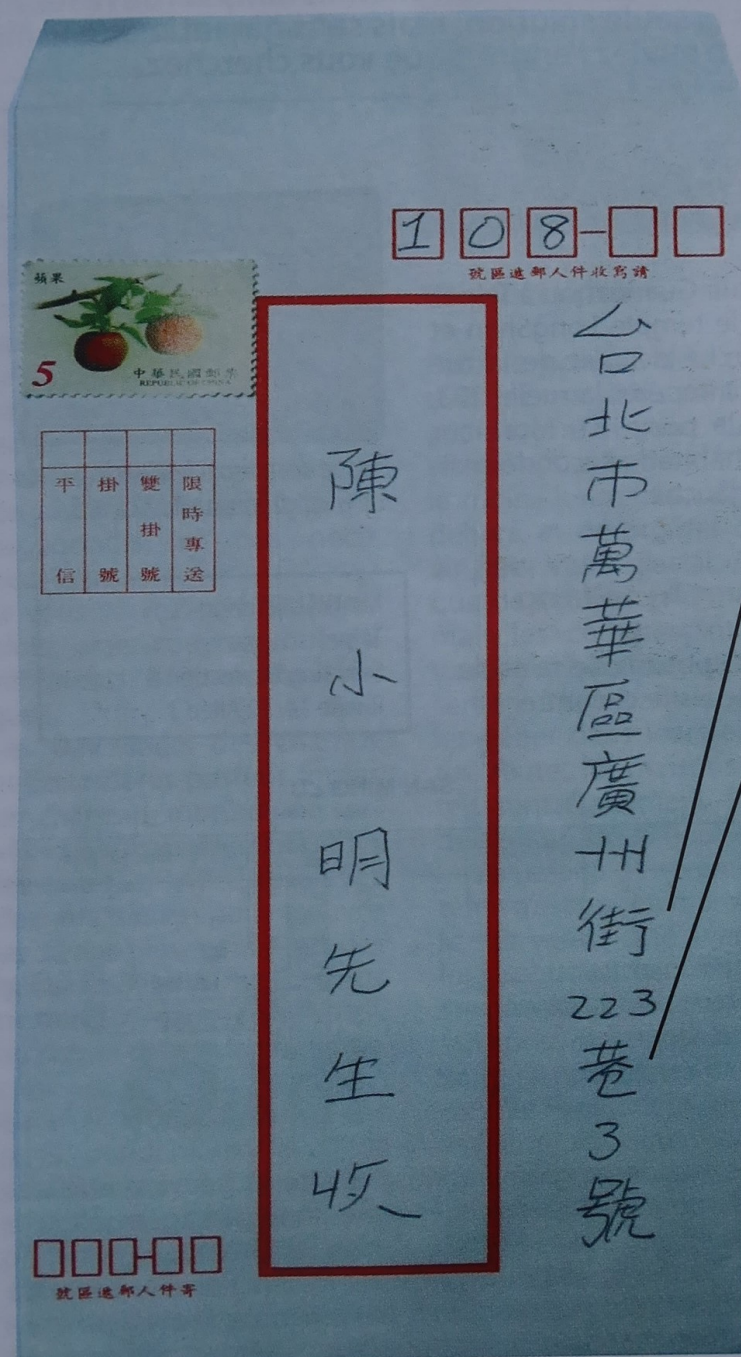 108
請寫收件人郵遞區號
台北市萬華區廣州街223巷3號
陳小明先生收
蘋果
5
中華民國郵票
REPUBLIC OF CHINA
限時專送
雙掛號
掛號
平信
寄件人郵遞區號